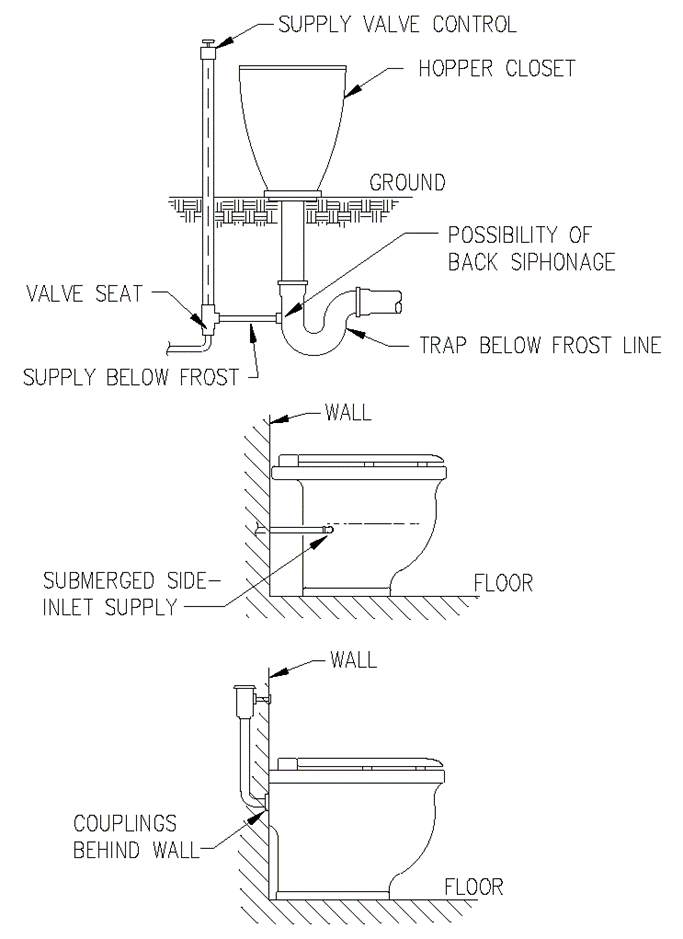 SUPPLY VALVE CONTROL
HOPPER CLOSET
GROUND
POSSIBILITY OF
BACK SIPHONAGE
VALVE SEAT
TRAP BELOW FROST LINE
SUPPLY BELOW FROST
WALL
SUBMERGED SIDE-
INLET SUPPLY
FLOOR
WALL
COUPLINGS
BEHIND WALL
FLOOR